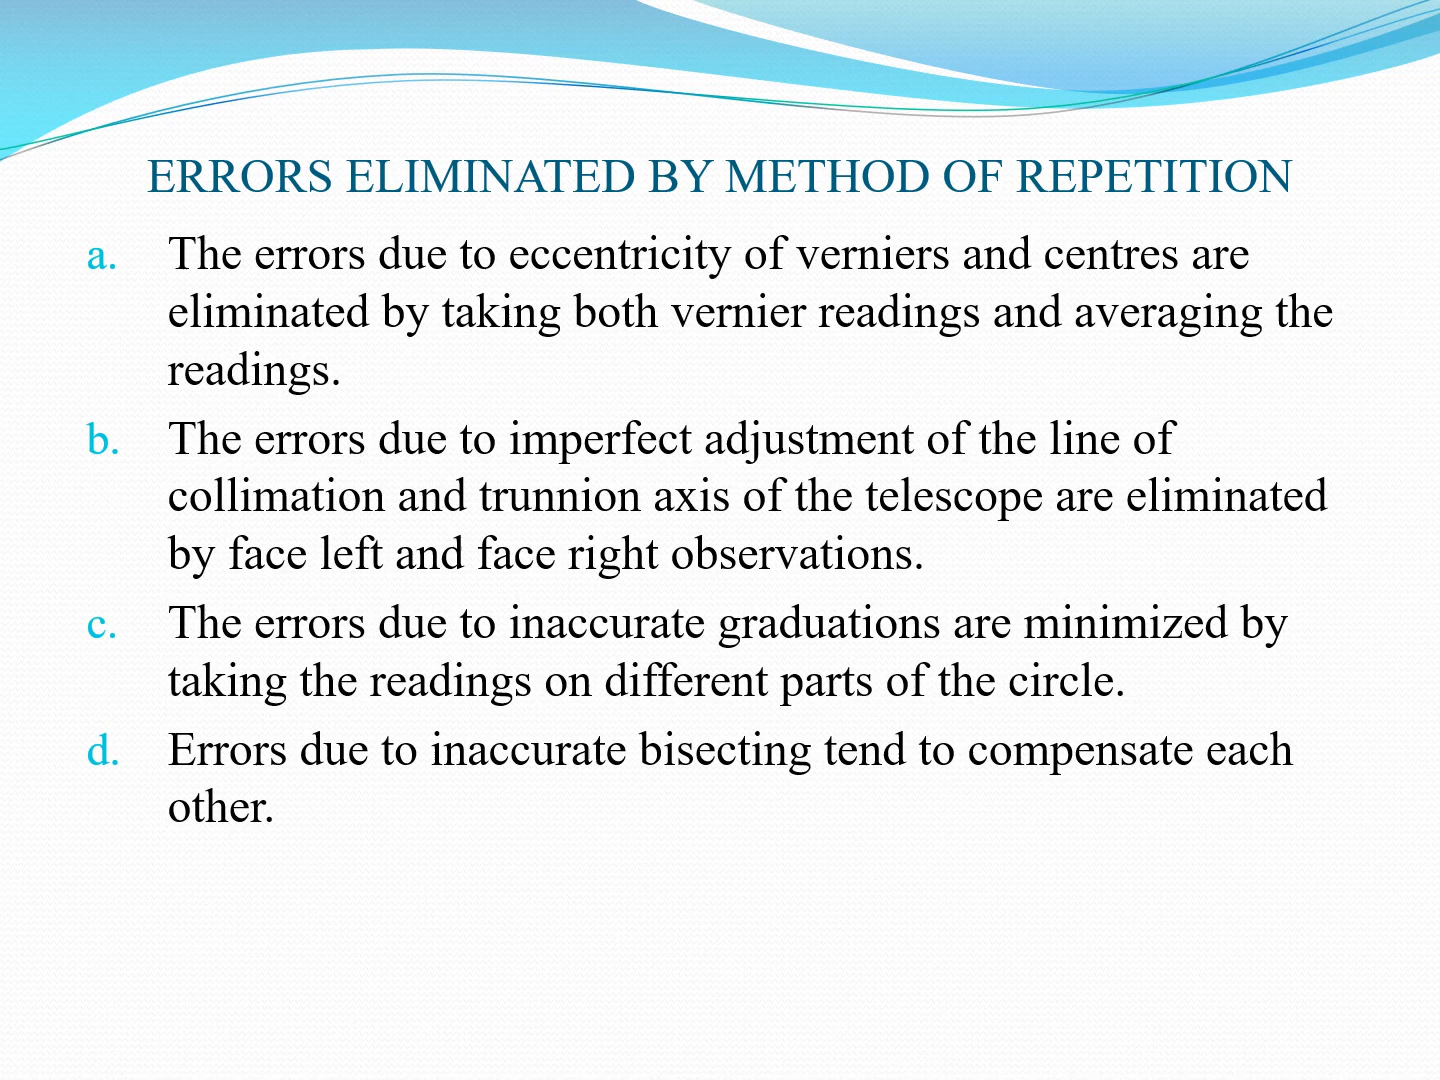 ERRORS ELIMINATED BY METHOD OF REPETITION
a. The errors due to eccentricity of verniers and centres are
eliminated by taking both vernier readings and averaging the
readings.
b. The errors due to imperfect adjustment of the line of
collimation and trunnion axis of the telescope are eliminated
by face left and face right observations.
c. The errors due to inaccurate graduations are minimized by
taking the readings on different parts of the circle.
d. Errors due to inaccurate bisecting tend to compensate each
other.